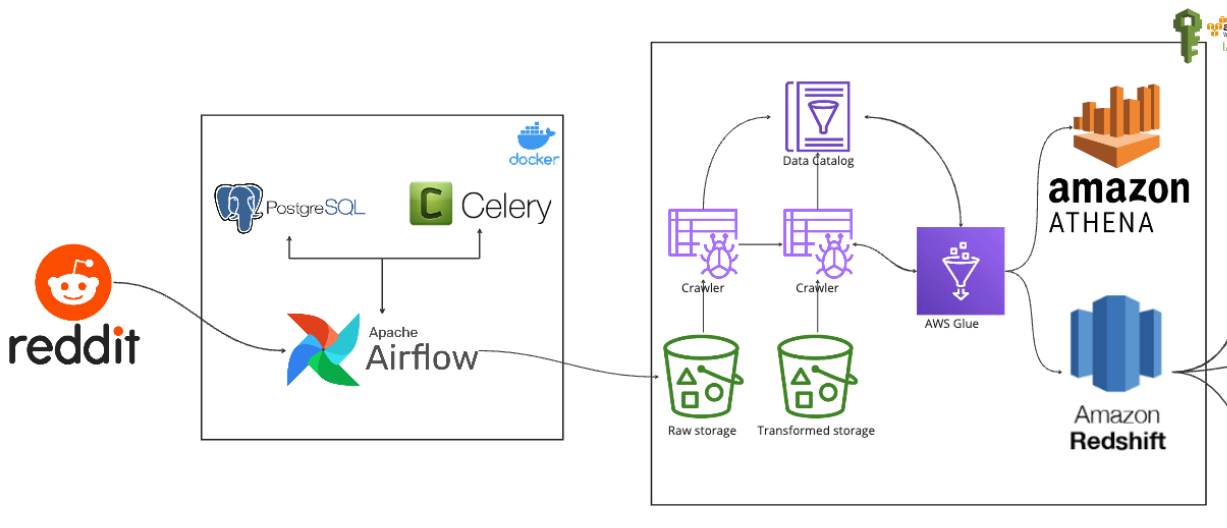 docker
PostgreSQL
Celery
reddit
Apache
Airflow
Data Catalog
Crawler
Crawler
AWS Glue
Raw storage
Transformed storage
amazon
ATHENA
Amazon
Redshift